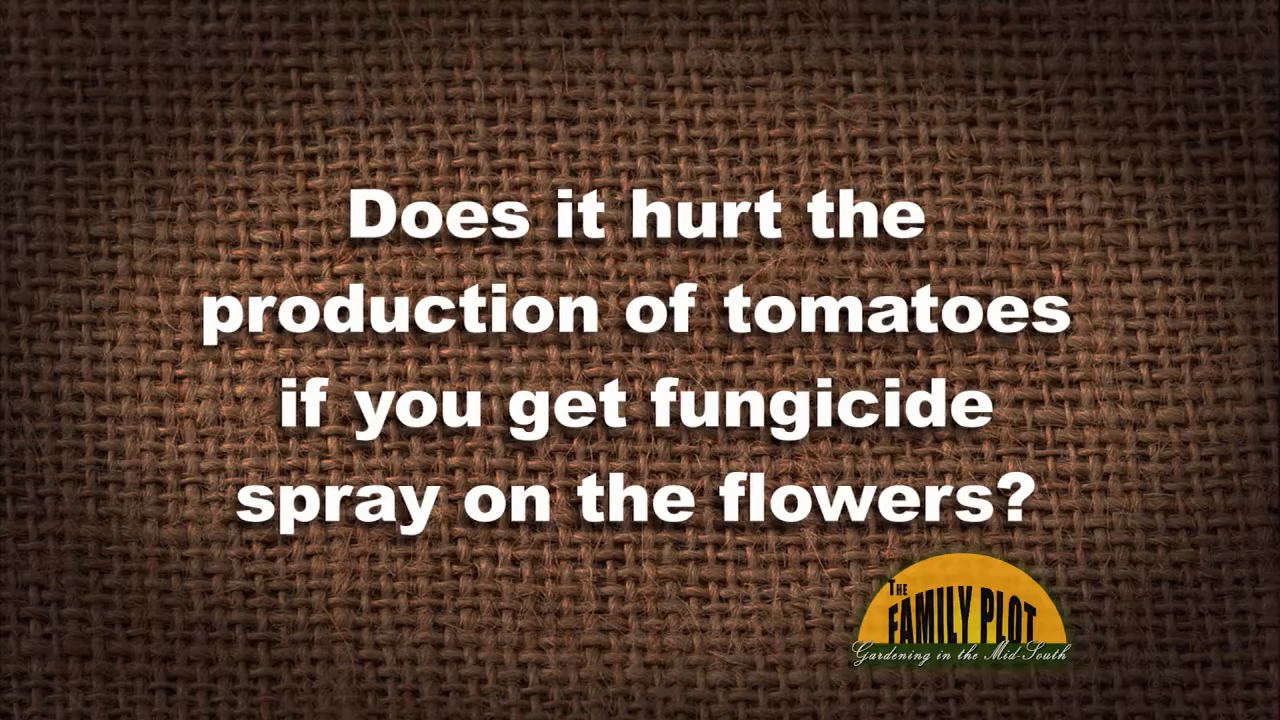 Does it hurt the
production of tomatoes
if you get fungicide
spray on the flowers?
THE
FAMILY PLOT
Gardening in the Mid-South